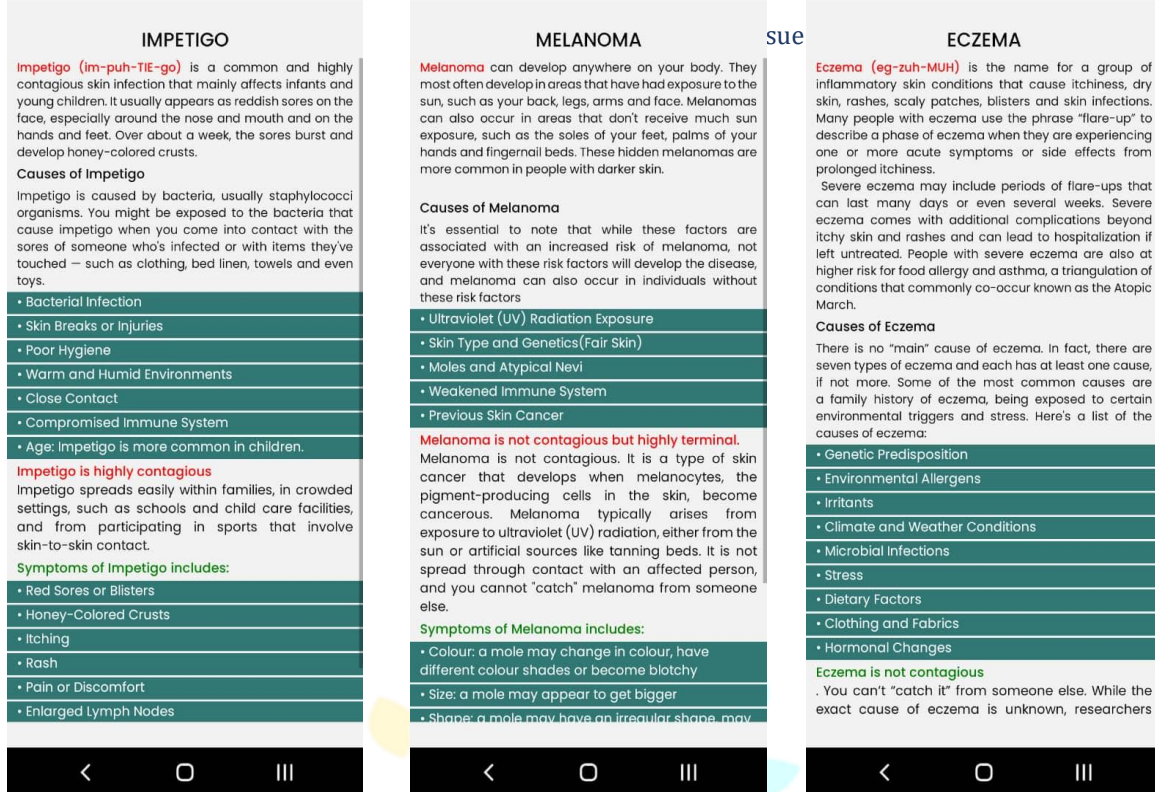 IMPETIGO
Impetigo (im-puh-TIE-go) is a common and highly
contagious skin infection that mainly affects infants and
young children. It usually appears as reddish sores on the
face, especially around the nose and mouth and on the
hands and feet. Over about a week, the sores burst and
develop honey-colored crusts.
Causes of Impetigo
Impetigo is caused by bacteria, usually staphylococci
organisms. You might be exposed to the bacteria that
cause impetigo when you come into contact with the
sores of someone who's infected or with items they've
touched — such as clothing, bed linen, towels and even
toys.
• Bacterial Infection
• Skin Breaks or Injuries
• Poor Hygiene
• Warm and Humid Environments
• Close Contact
• Compromised Immune System
• Age: Impetigo is more common in children.
Impetigo is highly contagious
Impetigo spreads easily within families, in crowded
settings, such as schools and child care facilities,
and from participating in sports that involve
skin-to-skin contact.
Symptoms of Impetigo includes:
• Red Sores or Blisters
• Honey-Colored Crusts
• Itching
• Rash
• Pain or Discomfort
• Enlarged Lymph Nodes
MELANOMA
Melanoma can develop anywhere on your body. They
most often develop in areas that have had exposure to the
sun, such as your back, legs, arms and face. Melanomas
can also occur in areas that don't receive much sun
exposure, such as the soles of your feet, palms of your
hands and fingernail beds. These hidden melanomas are
more common in people with darker skin.
Causes of Melanoma
It's essential to note that while these factors are
associated with an increased risk of melanoma, not
everyone with these risk factors will develop the disease,
and melanoma can also occur in individuals without
these risk factors
• Ultraviolet (UV) Radiation Exposure
• Skin Type and Genetics(Fair Skin)
• Moles and Atypical Nevi
• Weakened Immune System
• Previous Skin Cancer
Melanoma is not contagious but highly terminal.
Melanoma is not contagious. It is a type of skin
cancer that develops when melanocytes, the
pigment-producing cells in the skin, become
cancerous. Melanoma typically arises from
exposure to ultraviolet (UV) radiation, either from the
sun or artificial sources like tanning beds. It is not
spread through contact with an affected person,
and you cannot "catch" melanoma from someone
else.
Symptoms of Melanoma includes:
• Colour: a mole may change in colour, have
different colour shades or become blotchy
• Size: a mole may appear to get bigger
• Shape: a mole may have an irregular shape, may
sue
ECZEMA
Eczema (eg-zuh-MUH) is the name for a group of
inflammatory skin conditions that cause itchiness, dry
skin, rashes, scaly patches, blisters and skin infections.
Many people with eczema use the phrase “flare-up” to
describe a phase of eczema when they are experiencing
one or more acute symptoms or side effects from
prolonged itchiness.
Severe eczema may include periods of flare-ups that
can last many days or even several weeks. Severe
eczema comes with additional complications beyond
itchy skin and rashes and can lead to hospitalization if
left untreated. People with severe eczema are also at
higher risk for food allergy and asthma, a triangulation of
conditions that commonly co-occur known as the Atopic
March.
Causes of Eczema
There is no “main” cause of eczema. In fact, there are
seven types of eczema and each has at least one cause,
if not more. Some of the most common causes are
a family history of eczema, being exposed to certain
environmental triggers and stress. Here's a list of the
causes of eczema:
• Genetic Predisposition
• Environmental Allergens
• Irritants
• Climate and Weather Conditions
• Microbial Infections
• Stress
• Dietary Factors
• Clothing and Fabrics
• Hormonal Changes
Eczema is not contagious
. You can’t “catch it” from someone else. While the
exact cause of eczema is unknown, researchers